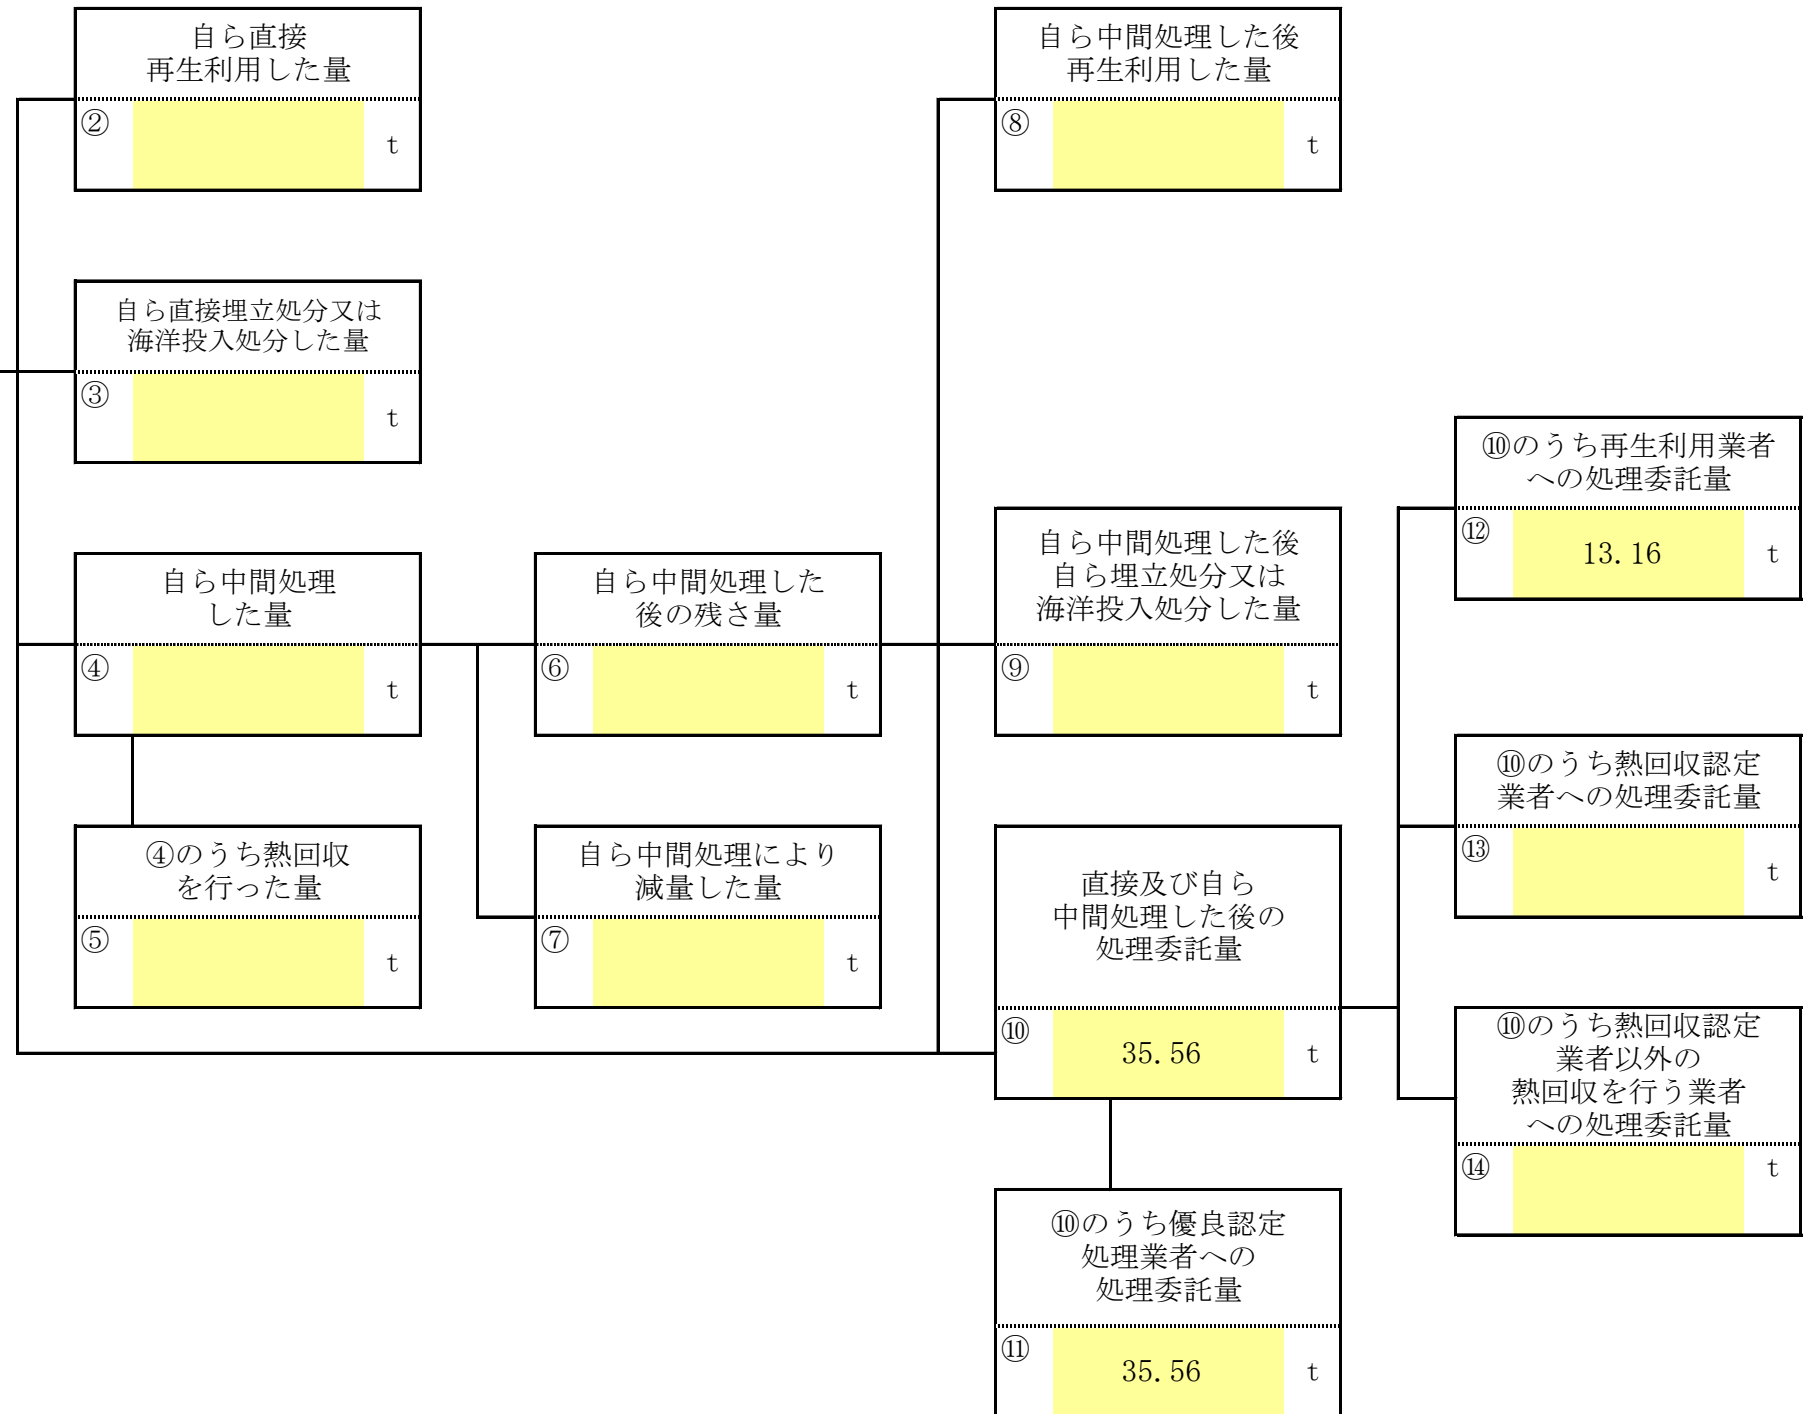 自ら直接
再生利用した量
②
t
自ら中間処理した後
再生利用した量
⑧
t
自ら直接埋立処分又は
海洋投入処分した量
③
t
⑩のうち再生利用業者
への処理委託量
⑫
13.16
t
自ら中間処理
した量
④
t
自ら中間処理した
後の残さ量
⑥
t
自ら中間処理した後
自ら埋立処分又は
海洋投入処分した量
⑨
t
⑩のうち熱回収認定
業者への処理委託量
⑬
t
④のうち熱回収
を行った量
⑤
t
自ら中間処理により
減量した量
⑦
t
直接及び自ら
中間処理した後の
処理委託量
⑩
35.56
t
⑩のうち熱回収認定
業者以外の
熱回収を行う業者
への処理委託量
⑭
t
⑩のうち優良認定
処理業者への
処理委託量
⑪
35.56
t